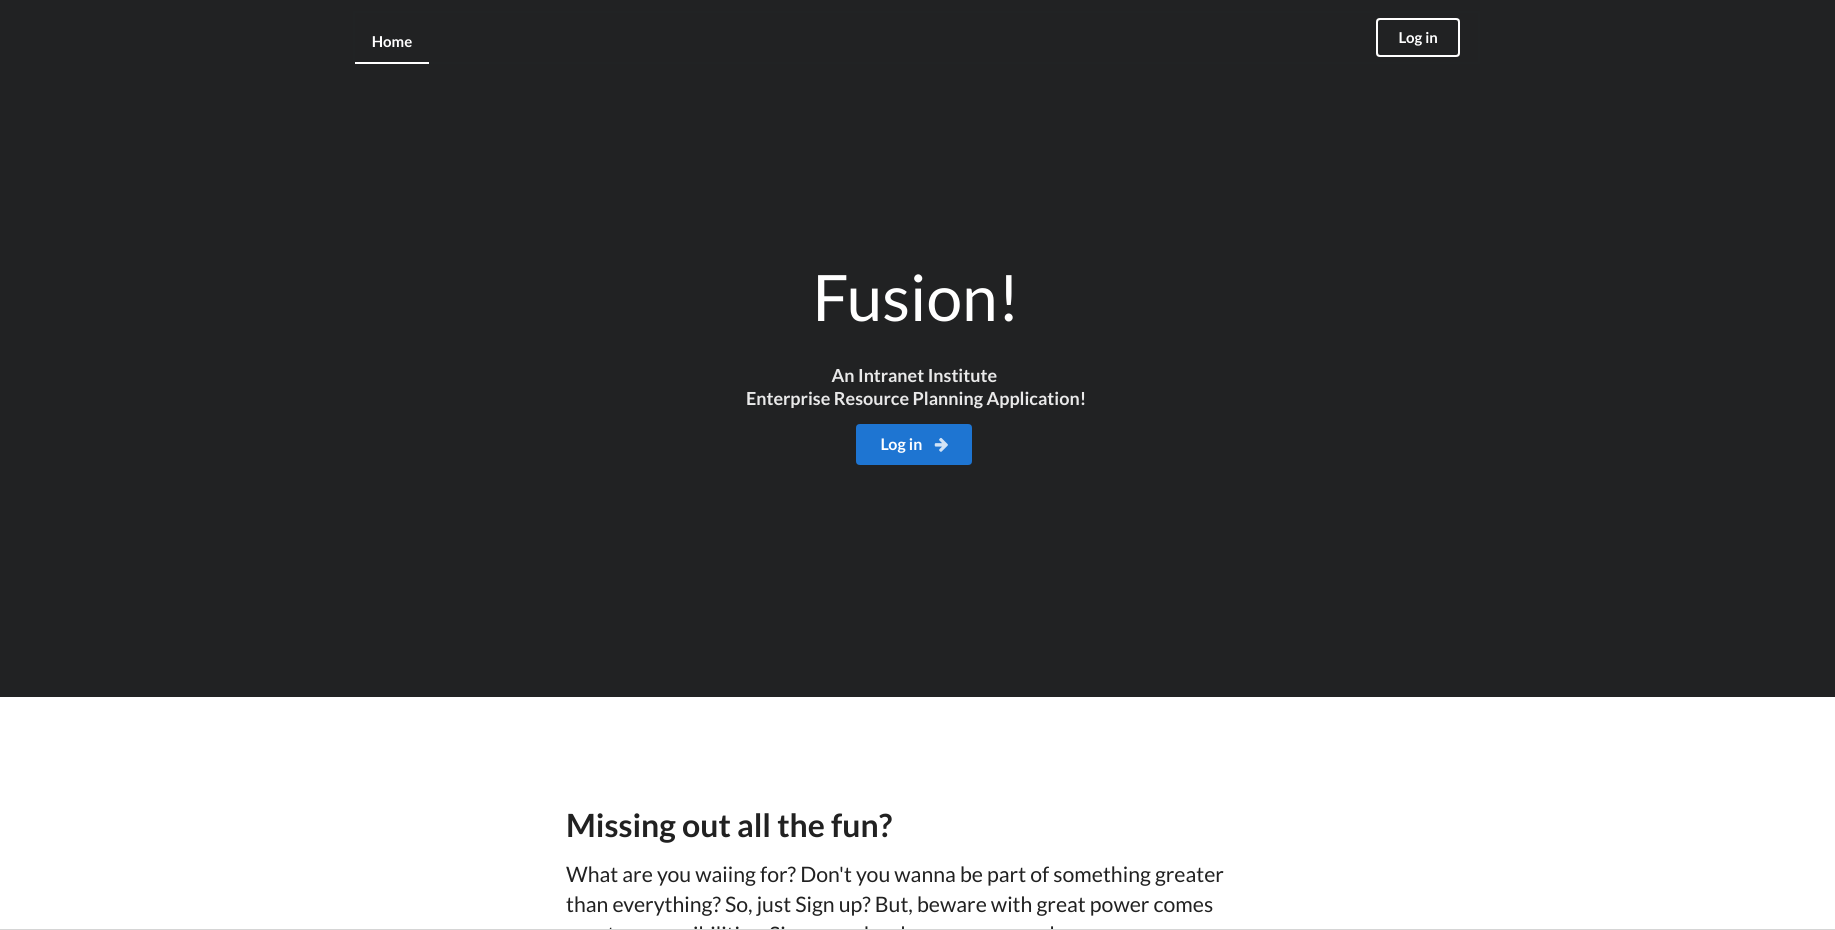 Home
Log in
Fusion!
An Intranet Institute
Enterprise Resource Planning Application!
Log in
Missing out all the fun?
What are you waiing for? Don't you wanna be part of something greater
than everything? So, just Sign up? But, beware with great power comes